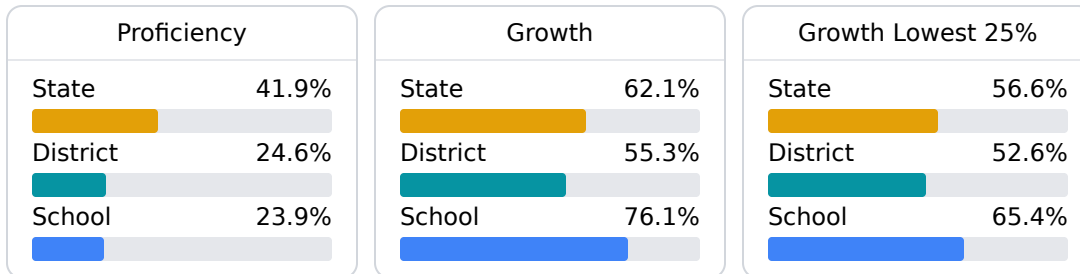 Proficiency
State 41.9%
District 24.6%
School 23.9%
Growth
State 62.1%
District 55.3%
School 76.1%
Growth Lowest 25%
State 56.6%
District 52.6%
School 65.4%